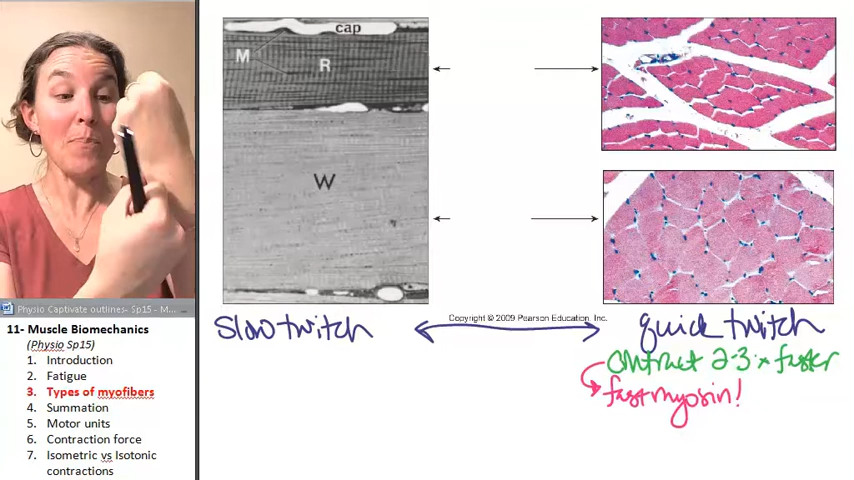 cap
M
R
W
Copyright © 2009 Pearson Education, Inc.
slow twitch
quick twitch
contract 2-3x faster
fast myosin!
Physio Captivate outlines- Sp15 - M...
11- Muscle Biomechanics
(Physio Sp15)
1. Introduction
2. Fatigue
3. Types of myofibers
4. Summation
5. Motor units
6. Contraction force
7. Isometric vs Isotonic
contractions